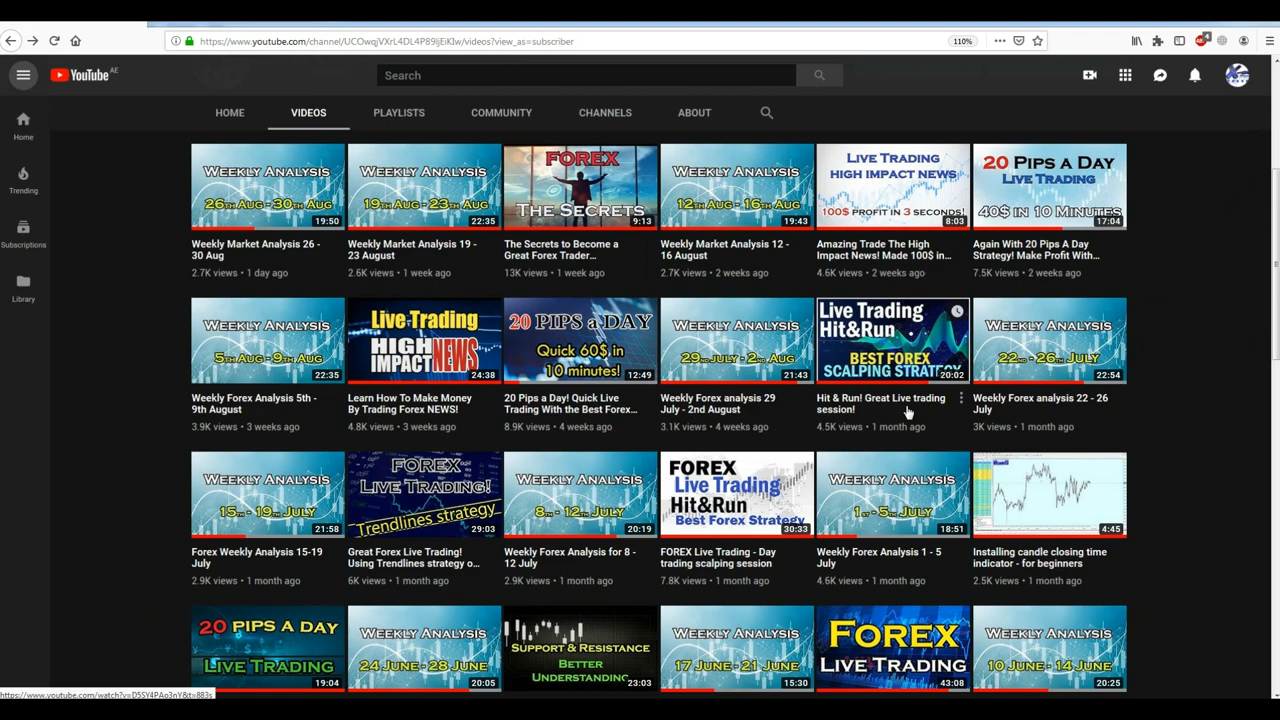 https://www.youtube.com/channel/UCOwqjVXrL4DL4P89jjEiKIw/videos?view_as=subscriber
110%
4
YouTube AE
Search
Home
Trending
Subscriptions
Library
HOME
VIDEOS
PLAYLISTS
COMMUNITY
CHANNELS
ABOUT
WEEKLY ANALYSIS
26TH AUG -30TH AUG
19:50
Weekly Market Analysis 26 -
30 Aug
2.7K views • 1 day ago
WEEKLY ANALYSIS
19TH AUG - 23TH AUG
22:35
Weekly Market Analysis 19 -
23 August
2.6K views • 1 week ago
FOREX
THE SECRETS
9:13
The Secrets to Become a
Great Forex Trader...
13K views • 1 week ago
WEEKLY ANALYSIS
12TH AUG - 16TH AUG
19:43
Weekly Market Analysis 12 -
16 August
2.7K views • 2 weeks ago
LIVE TRADING
HIGH IMPACT NEWS
100$ PROFIT IN 3 SECONDS!
8:03
Amazing Trade The High
Impact News! Made 100$ in...
4.6K views • 2 weeks ago
20 PIPS A DAY
LIVE TRADING
40$ IN 10 MINUTES
17:04
Again With 20 Pips A Day
Strategy! Make Profit With...
7.5K views • 2 weeks ago
WEEKLY ANALYSIS
5TH AUG - 9TH AUG
22:35
Weekly Forex Analysis 5th -
9th August
3.9K views • 3 weeks ago
Live Trading
HIGH IMPACT NEWS
24:38
Learn How To Make Money
By Trading Forex NEWS!
4.8K views • 3 weeks ago
20 PIPS a DAY
Quick 60$ in
10 minutes!
12:49
20 Pips a Day! Quick Live
Trading With the Best Forex...
8.9K views • 4 weeks ago
WEEKLY ANALYSIS
29TH JULY - 2ND AUG
21:43
Weekly Forex analysis 29
July - 2nd August
3.1K views • 4 weeks ago
Live Trading
Hit&Run
BEST FOREX
SCALPING STRATEGY
20:02
Hit & Run! Great Live trading
session!
4.5K views • 1 month ago
WEEKLY ANALYSIS
22ND - 26TH JULY
22:54
Weekly Forex analysis 22 - 26
July
3K views • 1 month ago
WEEKLY ANALYSIS
15TH - 19TH JULY
21:58
Forex Weekly Analysis 15-19
July
2.9K views • 1 month ago
FOREX
LIVE TRADING!
Trendlines strategy
29:03
Great Forex Live Trading!
Using Trendlines strategy o...
6K views • 1 month ago
WEEKLY ANALYSIS
8TH - 12TH JULY
20:19
Weekly Forex Analysis for 8 -
12 July
2.9K views • 1 month ago
FOREX
Live Trading
Hit&Run
Best Forex Strategy
30:33
FOREX Live Trading - Day
trading scalping session
7.8K views • 1 month ago
WEEKLY ANALYSIS
1ST - 5TH JULY
18:51
Weekly Forex Analysis 1 - 5
July
4.6K views • 1 month ago
4:45
Installing candle closing time
indicator - for beginners
2.5K views • 1 month ago
20 PIPS A DAY
LIVE TRADING
19:04
WEEKLY ANALYSIS
24 JUNE - 28 JUNE
20:05
SUPPORT & RESISTANCE
BETTER
UNDERSTANDING
23:03
WEEKLY ANALYSIS
17 JUN - 21 JUN
15:30
FOREX
LIVE TRADING
43:08
WEEKLY ANALYSIS
10 JUNE - 14 JUN
20:25
https://www.youtube.com/watch?v=D5SY4PAo3nY&t=883s